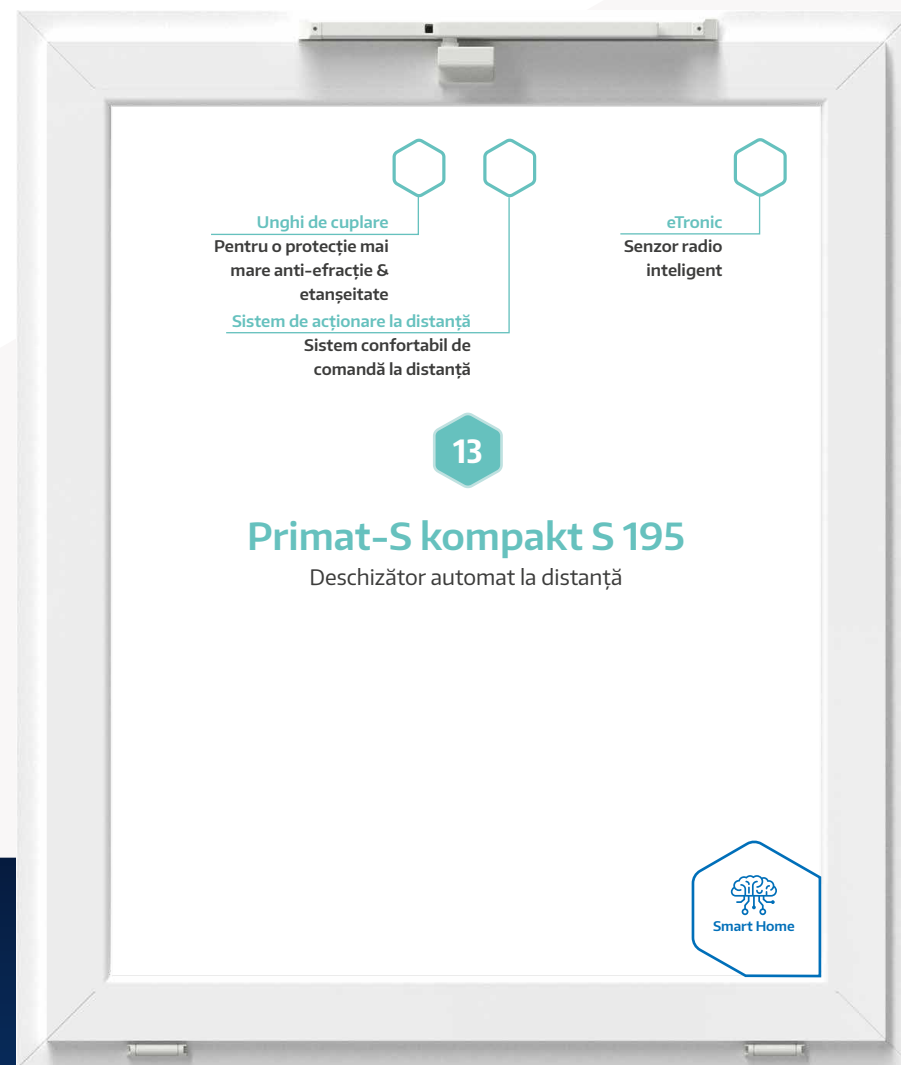 Unghi de cuplare
Pentru o protecție mai
mare anti-efracție &
etanșeitate
Sistem de acționare la distanță
Sistem confortabil de
comandă la distanță
eTronic
Senzor radio
inteligent
13
Primat-S kompakt S 195
Deschizător automat la distanță
Smart Home